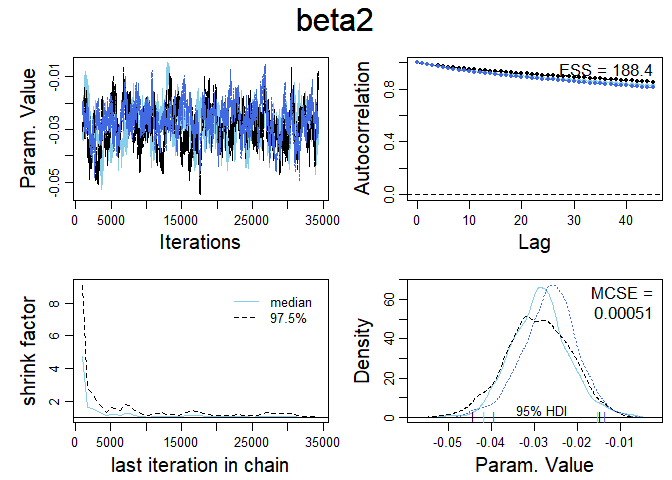 beta2
Param. Value
-0.05
-0.03
-0.01
0
5000
15000
25000
35000
Iterations
Autocorrelation
0.0
0.4
0.8
ESS = 188.4
0
10
20
30
40
Lag
shrink factor
2
4
6
8
median
97.5%
0
5000
15000
25000
35000
last iteration in chain
Density
0
20
40
60
MCSE =
0.00051
95% HDI
-0.05
-0.04
-0.03
-0.02
-0.01
Param. Value